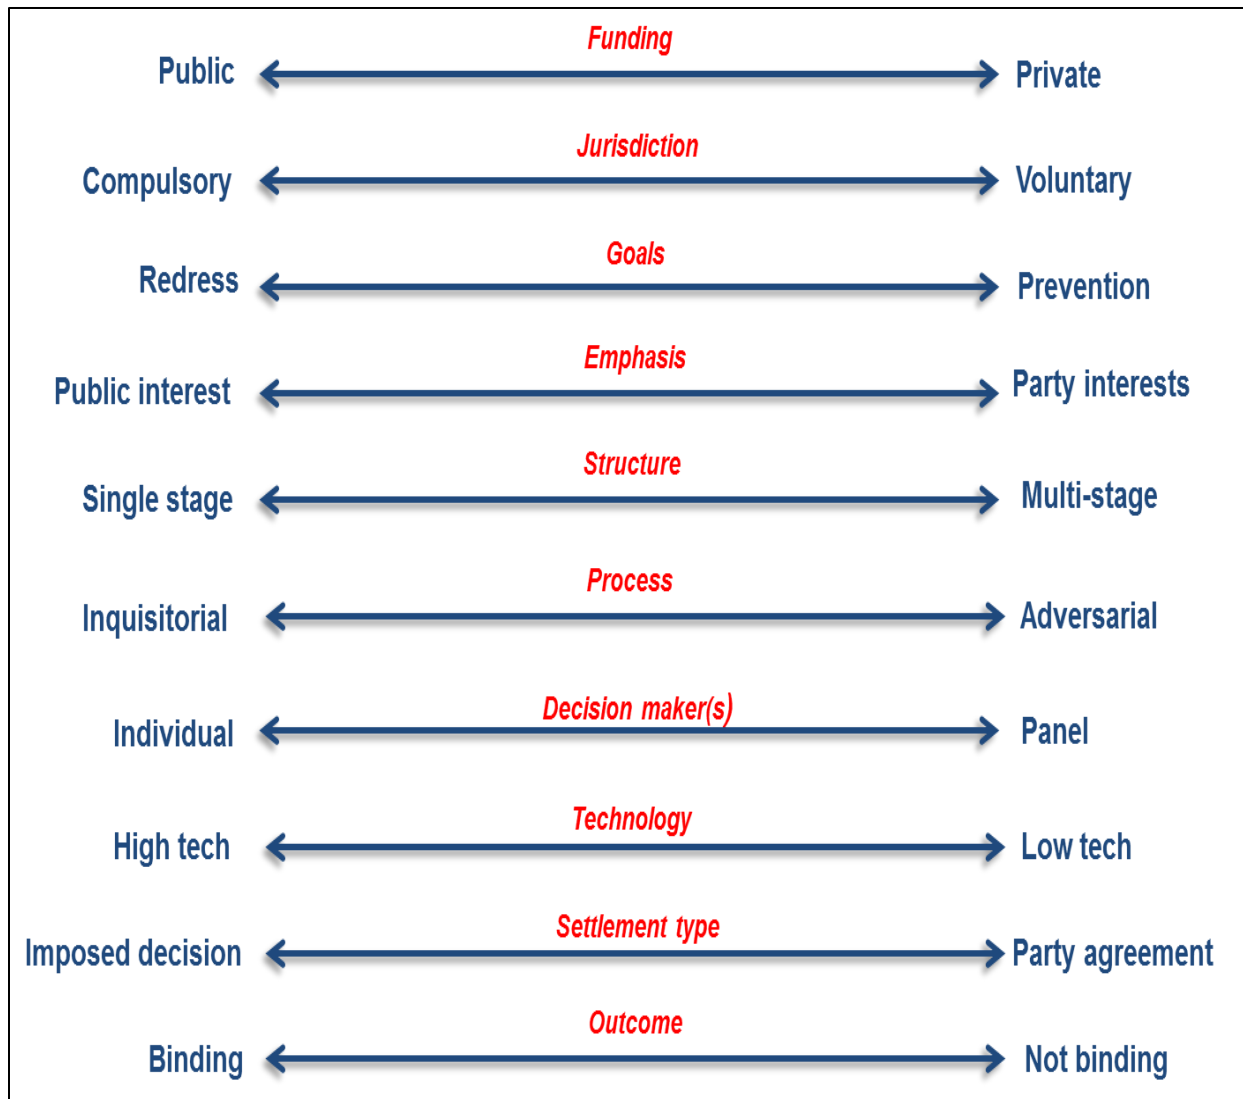 Funding
Public
Private
Jurisdiction
Compulsory
Voluntary
Goals
Redress
Prevention
Emphasis
Public interest
Party interests
Structure
Single stage
Multi-stage
Process
Inquisitorial
Adversarial
Decision maker(s)
Individual
Panel
Technology
High tech
Low tech
Settlement type
Imposed decision
Party agreement
Outcome
Binding
Not binding